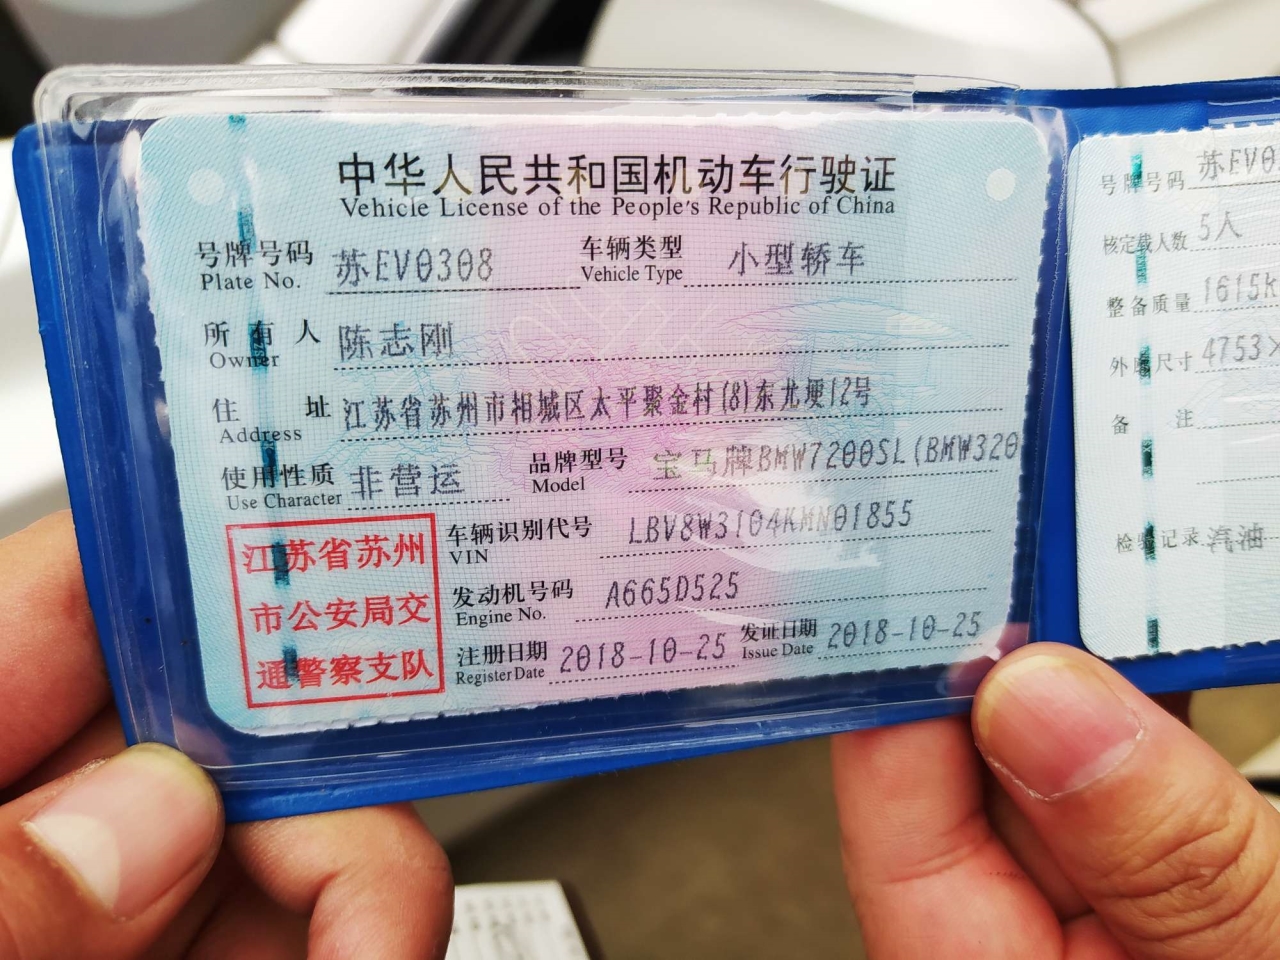 中华人民共和国机动车行驶证
Vehicle License of the People's Republic of China
号牌号码 苏EV0308 车辆类型 小型轿车
Plate No. Vehicle Type
所有人 陈志刚
Owner
住址 江苏省苏州市相城区太平聚金村(8)东尤埂12号
Address
使用性质 非营运 品牌型号 宝马牌BMW7200SL(BMW320
Use Character Model
江苏省苏州
市公安局交
通警察支队
车辆识别代号 LBV8W3104KMN01855
VIN
发动机号码 A665D525
Engine No.
注册日期 2018-10-25 发证日期 2018-10-25
Register Date Issue Date
号牌号码 苏EV0
核定载人数 5人
整备质量 1615k
外廓尺寸 4753×
备注
检验记录 汽油